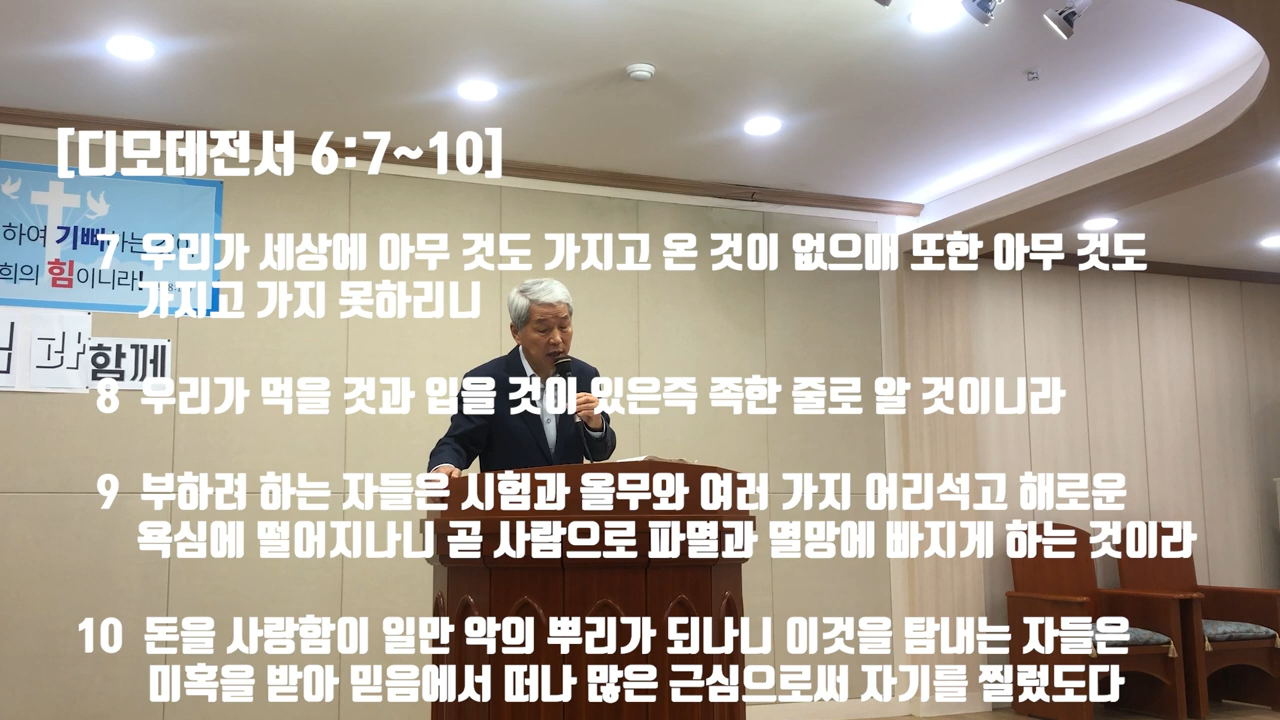 [디모데전서 6:7~10]
하여 기뻐하는
희의 힘이니라!
함께
7 우리가 세상에 아무 것도 가지고 온 것이 없으매 또한 아무 것도
가지고 가지 못하리니
8 우리가 먹을 것과 입을 것이 있은즉 족한 줄로 알 것이니라
9 부하려 하는 자들은 시험과 올무와 여러 가지 어리석고 해로운
욕심에 떨어지나니 곧 사람으로 파멸과 멸망에 빠지게 하는 것이라
10 돈을 사랑함이 일만 악의 뿌리가 되나니 이것을 탐내는 자들은
미혹을 받아 믿음에서 떠나 많은 근심으로써 자기를 찔렀도다